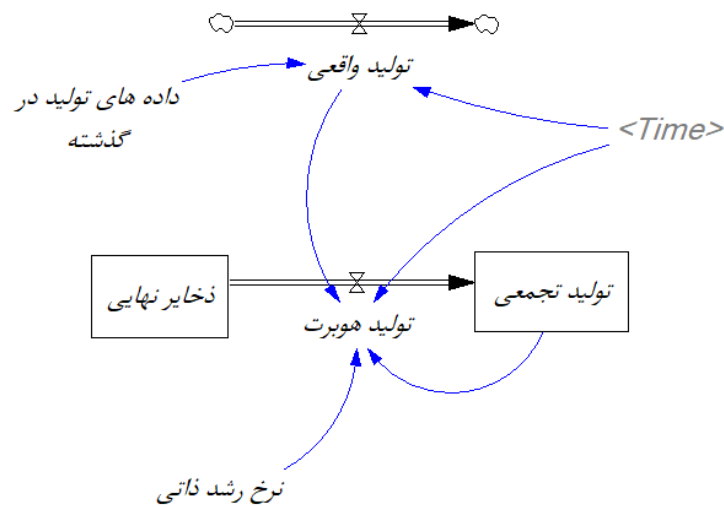 تولید واقعی
داده های تولید در
گذشته
<Time>
ذخایر نهایی
تولید تجمعی
تولید هوبرت
نرخ رشد ذاتی